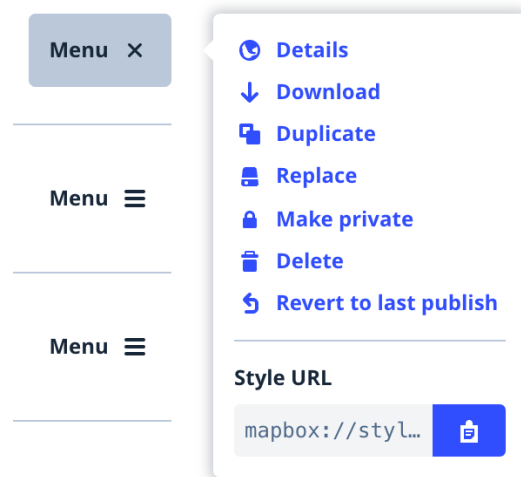 Menu
Details
Download
Duplicate
Replace
Make private
Delete
Revert to last publish
Style URL
mapbox://styl…
Menu
Menu